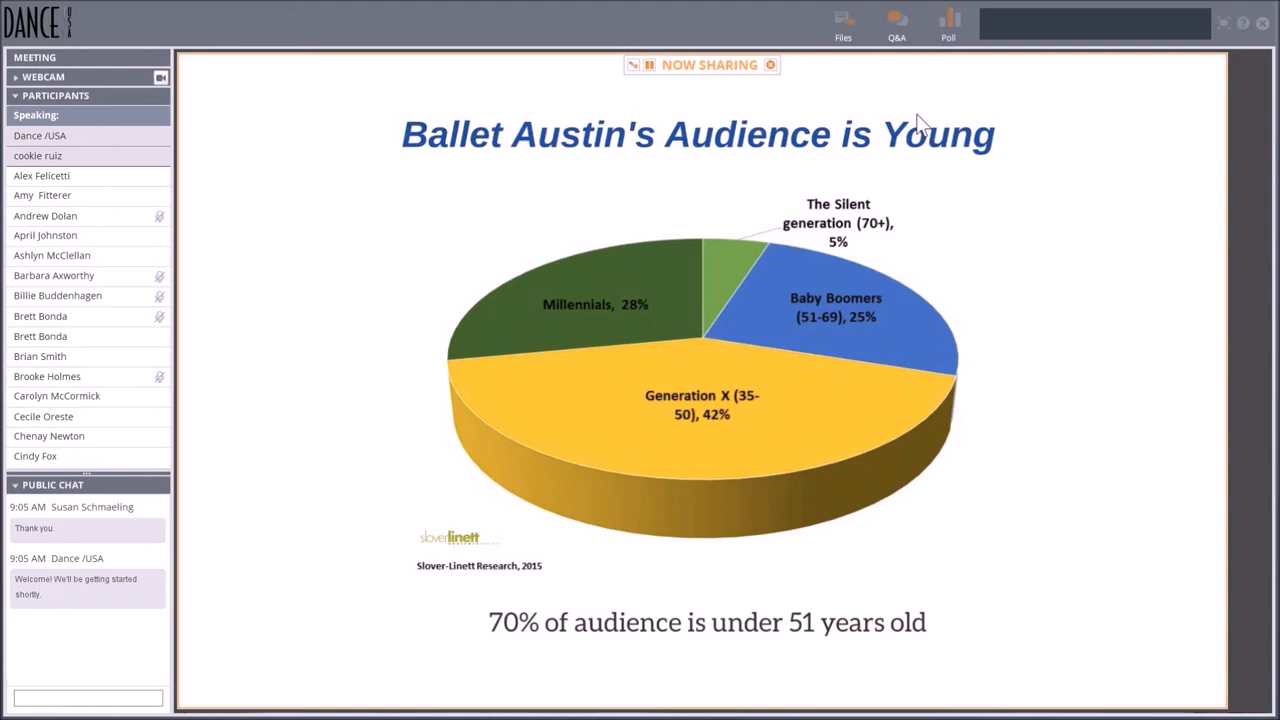 DANCE USA
Files
Q&A
Poll
MEETING
WEBCAM
PARTICIPANTS
Speaking:
Dance /USA
cookie ruiz
Alex Felicetti
Amy Fitterer
Andrew Dolan
April Johnston
Ashlyn McClellan
Barbara Axworthy
Billie Buddenhagen
Brett Bonda
Brett Bonda
Brian Smith
Brooke Holmes
Carolyn McCormick
Cecile Oreste
Chenay Newton
Cindy Fox
PUBLIC CHAT
9:05 AM Susan Schmaeling
Thank you.
9:05 AM Dance /USA
Welcome! We'll be getting started
shortly.
NOW SHARING
Ballet Austin's Audience is Young
The Silent
generation (70+),
5%
Millennials, 28%
Baby Boomers
(51-69), 25%
Generation X (35-
50), 42%
sloverlinett
Slover-Linett Research, 2015
70% of audience is under 51 years old